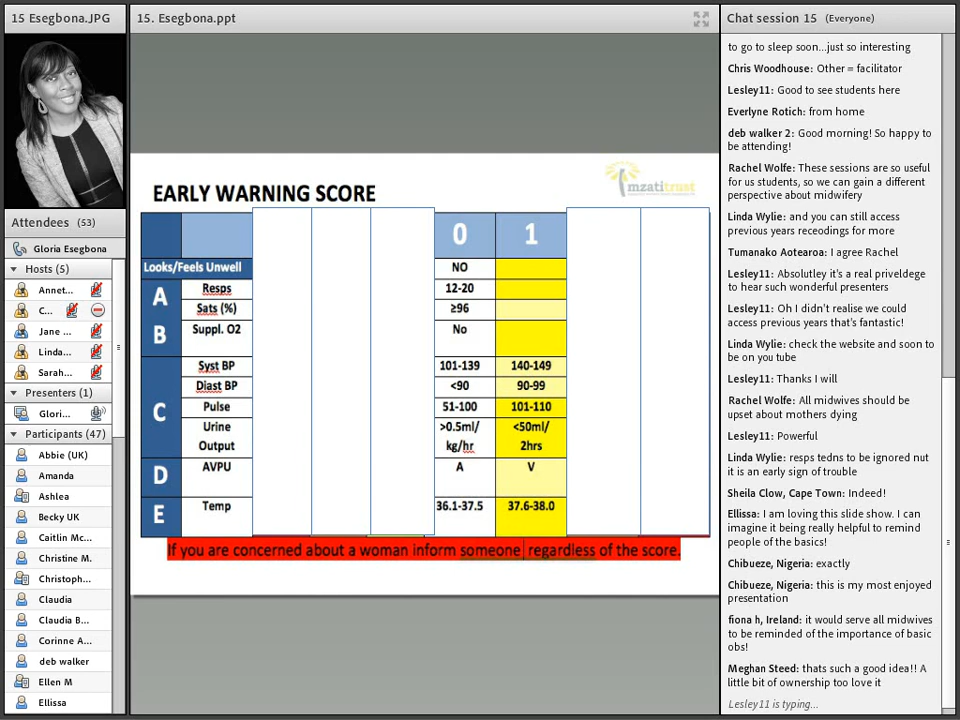 15 Esegbona.JPG
Attendees (53)
Gloria Esegbona
Hosts (5)
Annet...
C...
Jane ...
Linda...
Sarah...
Presenters (1)
Glori...
Participants (47)
Abbie (UK)
Amanda
Ashlea
Becky UK
Caitlin Mc...
Christine M.
Christoph...
Claudia
Claudia B...
Corinne A...
deb walker
Ellen M
Ellissa
15. Esegbona.ppt
mzatitrust
EARLY WARNING SCORE
0 1
Looks/Feels Unwell NO
A Resps 12-20
Sats (%) ≥96
B Suppl. O2 No
C Syst BP 101-139 140-149
Diast BP <90 90-99
Pulse 51-100 101-110
Urine >0.5ml/ <50ml/
Output kg/hr 2hrs
D AVPU A V
E Temp 36.1-37.5 37.6-38.0
If you are concerned about a woman inform someone regardless of the score.
Chat session 15 (Everyone)
to go to sleep soon...just so interesting
Chris Woodhouse: Other = facilitator
Lesley11: Good to see students here
Everlyne Rotich: from home
deb walker 2: Good morning! So happy to
be attending!
Rachel Wolfe: These sessions are so useful
for us students, so we can gain a different
perspective about midwifery
Linda Wylie: and you can still access
previous years receodings for more
Tumanako Aotearoa: I agree Rachel
Lesley11: Absolutley it's a real priveldege
to hear such wonderful presenters
Lesley11: Oh I didn't realise we could
access previous years that's fantastic!
Linda Wylie: check the website and soon to
be on you tube
Lesley11: Thanks I will
Rachel Wolfe: All midwives should be
upset about mothers dying
Lesley11: Powerful
Linda Wylie: resps tedns to be ignored nut
it is an early sign of trouble
Sheila Clow, Cape Town: Indeed!
Ellissa: I am loving this slide show. I can
imagine it being really helpful to remind
people of the basics!
Chibueze, Nigeria: exactly
Chibueze, Nigeria: this is my most enjoyed
presentation
fiona h, Ireland: it would serve all midwives
to be reminded of the importance of basic
obs!
Meghan Steed: thats such a good idea!! A
little bit of ownership too love it
Lesley11 is typing...